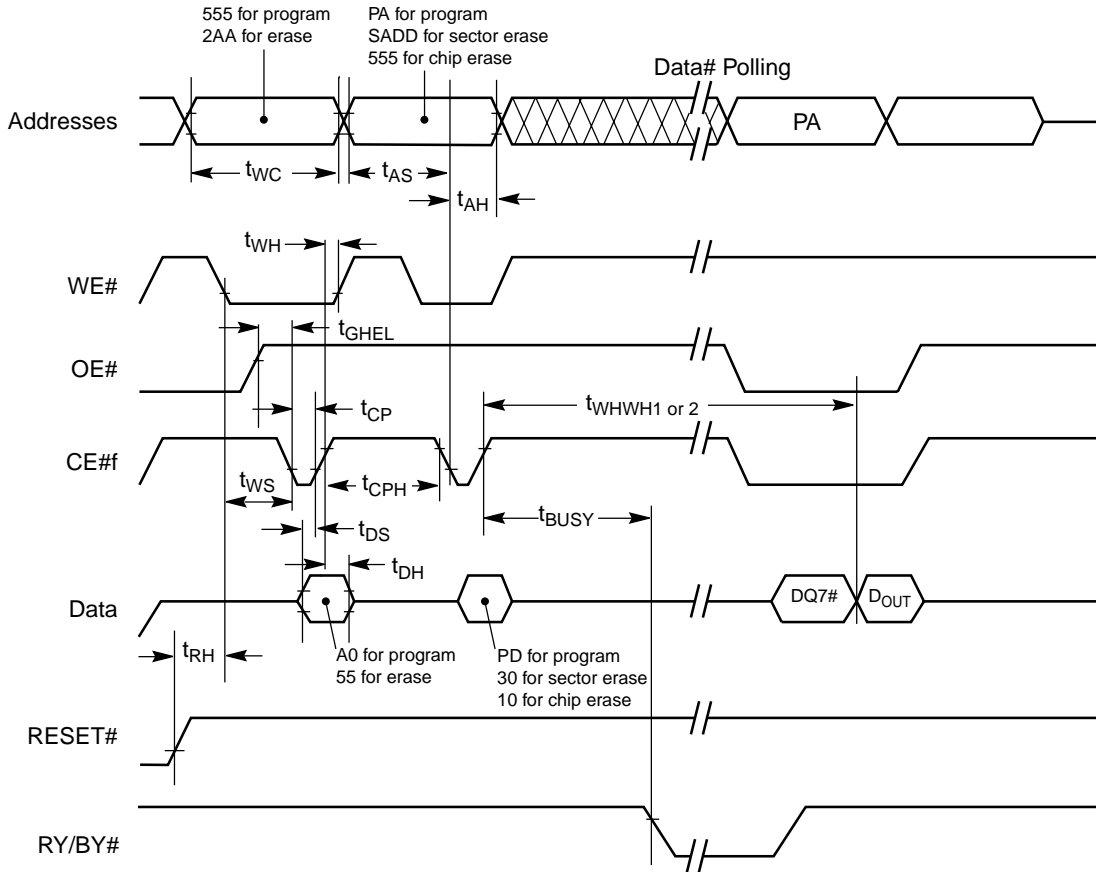 555 for program
2AA for erase
PA for program
SADD for sector erase
555 for chip erase
Data# Polling
Addresses
PA
tWC
tAS
tAH
tWH
WE#
tGHEL
OE#
tCP
tWHWH1 or 2
CE#f
tWS
tCPH
tBUSY
tDS
tDH
Data
DQ7#
DOUT
tRH
A0 for program
55 for erase
PD for program
30 for sector erase
10 for chip erase
RESET#
RY/BY#